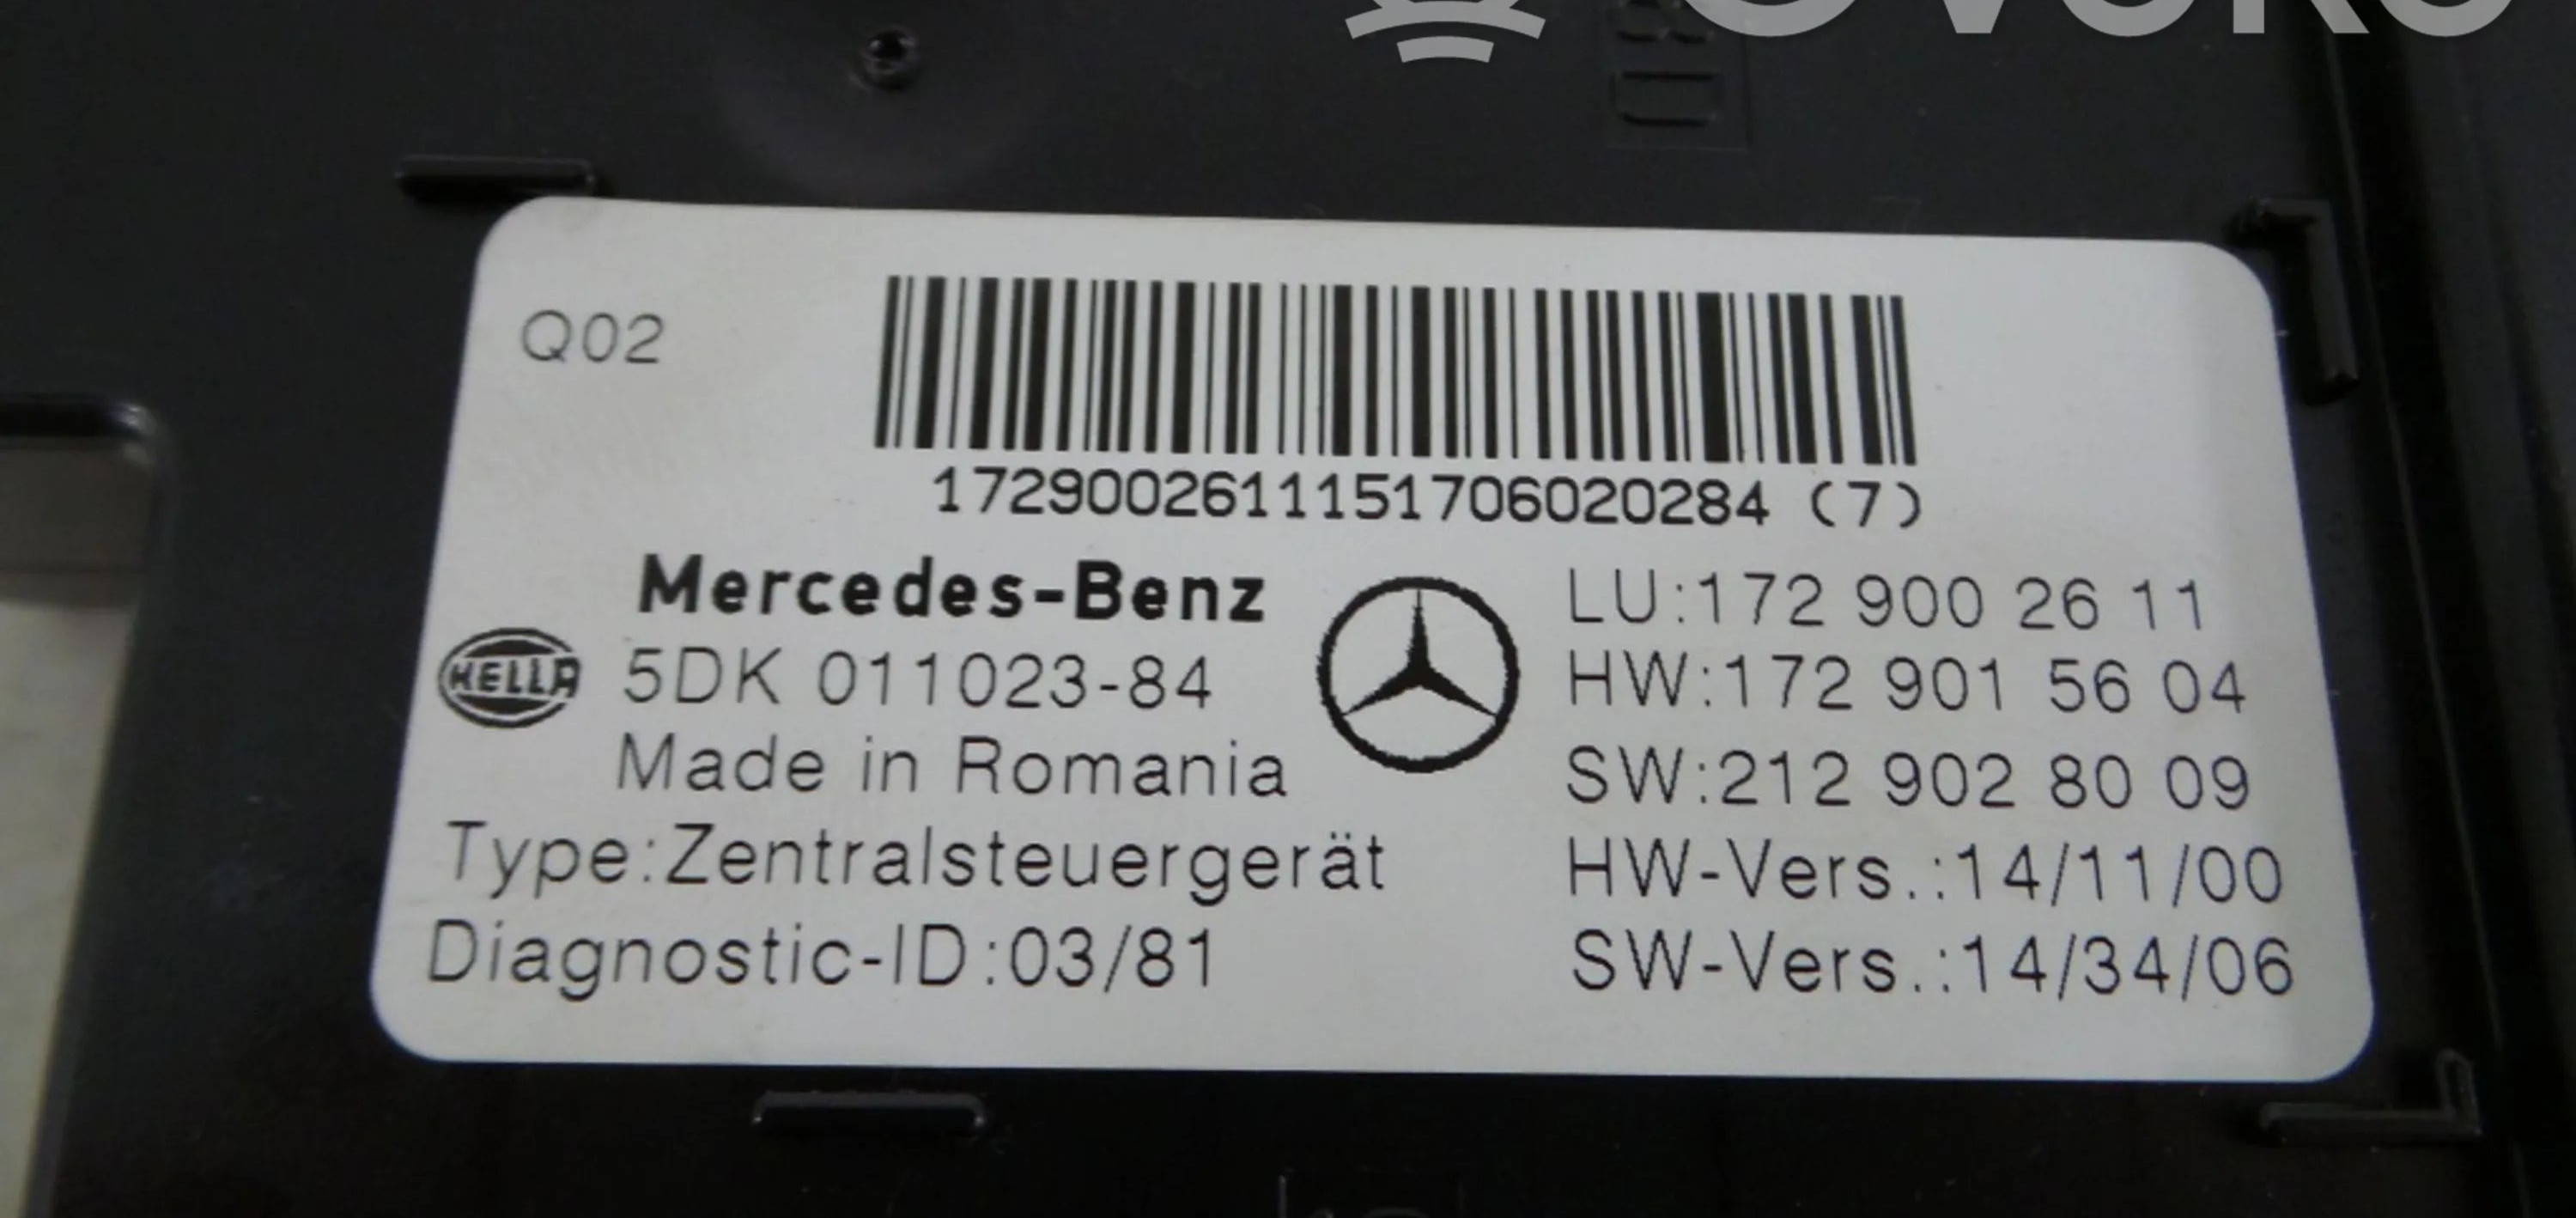 Q02
1729002611151706020284 (7)
Mercedes-Benz
HELLA
5DK 011023-84
Made in Romania
Type:Zentralsteuergerät
Diagnostic-ID:03/81
LU:172 900 26 11
HW:172 901 56 04
SW:212 902 80 09
HW-Vers.:14/11/00
SW-Vers.:14/34/06